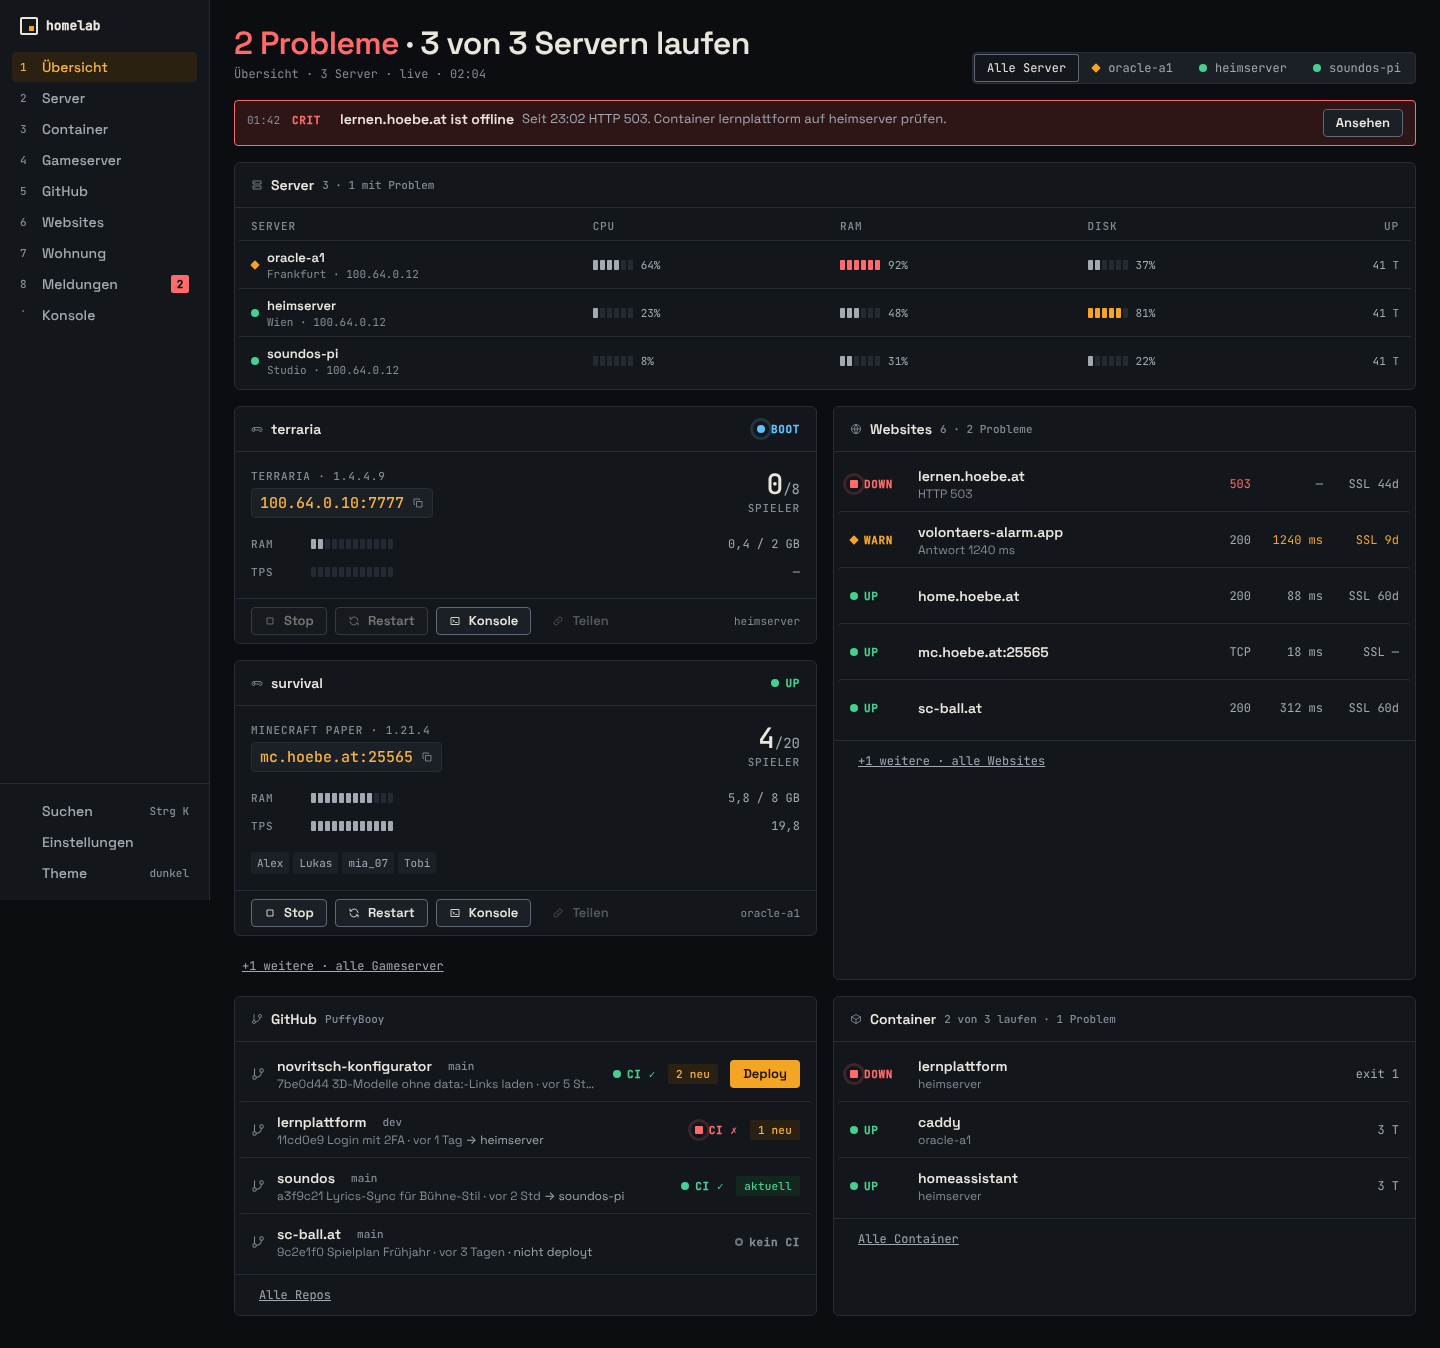 homelab
1 Übersicht
2 Server
3 Container
4 Gameserver
5 GitHub
6 Websites
7 Wohnung
8 Meldungen 2
` Konsole
Suchen Strg K
Einstellungen
Theme dunkel
2 Probleme · 3 von 3 Servern laufen
Übersicht · 3 Server · live · 02:04
Alle Server oracle-a1 heimserver soundos-pi
01:42 CRIT lernen.hoebe.at ist offline Seit 23:02 HTTP 503. Container lernplattform auf heimserver prüfen. Ansehen
Server 3 · 1 mit Problem
SERVER CPU RAM DISK UP
oracle-a1
Frankfurt · 100.64.0.12
64% 92% 37% 41 T
heimserver
Wien · 100.64.0.12
23% 48% 81% 41 T
soundos-pi
Studio · 100.64.0.12
8% 31% 22% 41 T
terraria BOOT
TERRARIA · 1.4.4.9
100.64.0.10:7777
0/8
SPIELER
RAM 0,4 / 2 GB
TPS —
Stop Restart Konsole Teilen heimserver
survival UP
MINECRAFT PAPER · 1.21.4
mc.hoebe.at:25565
4/20
SPIELER
RAM 5,8 / 8 GB
TPS 19,8
Alex Lukas mia_07 Tobi
Stop Restart Konsole Teilen oracle-a1
+1 weitere · alle Gameserver
Websites 6 · 2 Probleme
DOWN lernen.hoebe.at 503 — SSL 44d
HTTP 503
WARN volontaers-alarm.app 200 1240 ms SSL 9d
Antwort 1240 ms
UP home.hoebe.at 200 88 ms SSL 60d
UP mc.hoebe.at:25565 TCP 18 ms SSL —
UP sc-ball.at 200 312 ms SSL 60d
+1 weitere · alle Websites
GitHub PuffyBooy
novritsch-konfigurator main
7be0d44 3D-Modelle ohne data:-Links laden · vor 5 St…
CI ✓ 2 neu Deploy
lernplattform dev
11cd0e9 Login mit 2FA · vor 1 Tag → heimserver
CI ✗ 1 neu
soundos main
a3f9c21 Lyrics-Sync für Bühne-Stil · vor 2 Std → soundos-pi
CI ✓ aktuell
sc-ball.at main
9c2e1f0 Spielplan Frühjahr · vor 3 Tagen · nicht deployt
kein CI
Alle Repos
Container 2 von 3 laufen · 1 Problem
DOWN lernplattform exit 1
heimserver
UP caddy 3 T
oracle-a1
UP homeassistant 3 T
heimserver
Alle Container